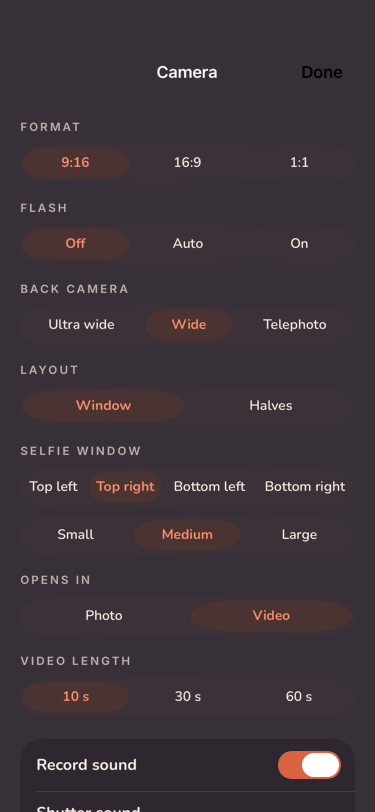 Camera Done
FORMAT
9:16 16:9 1:1
FLASH
Off Auto On
BACK CAMERA
Ultra wide Wide Telephoto
LAYOUT
Window Halves
SELFIE WINDOW
Top left Top right Bottom left Bottom right
Small Medium Large
OPENS IN
Photo Video
VIDEO LENGTH
10 s 30 s 60 s
Record sound
Shutter sound